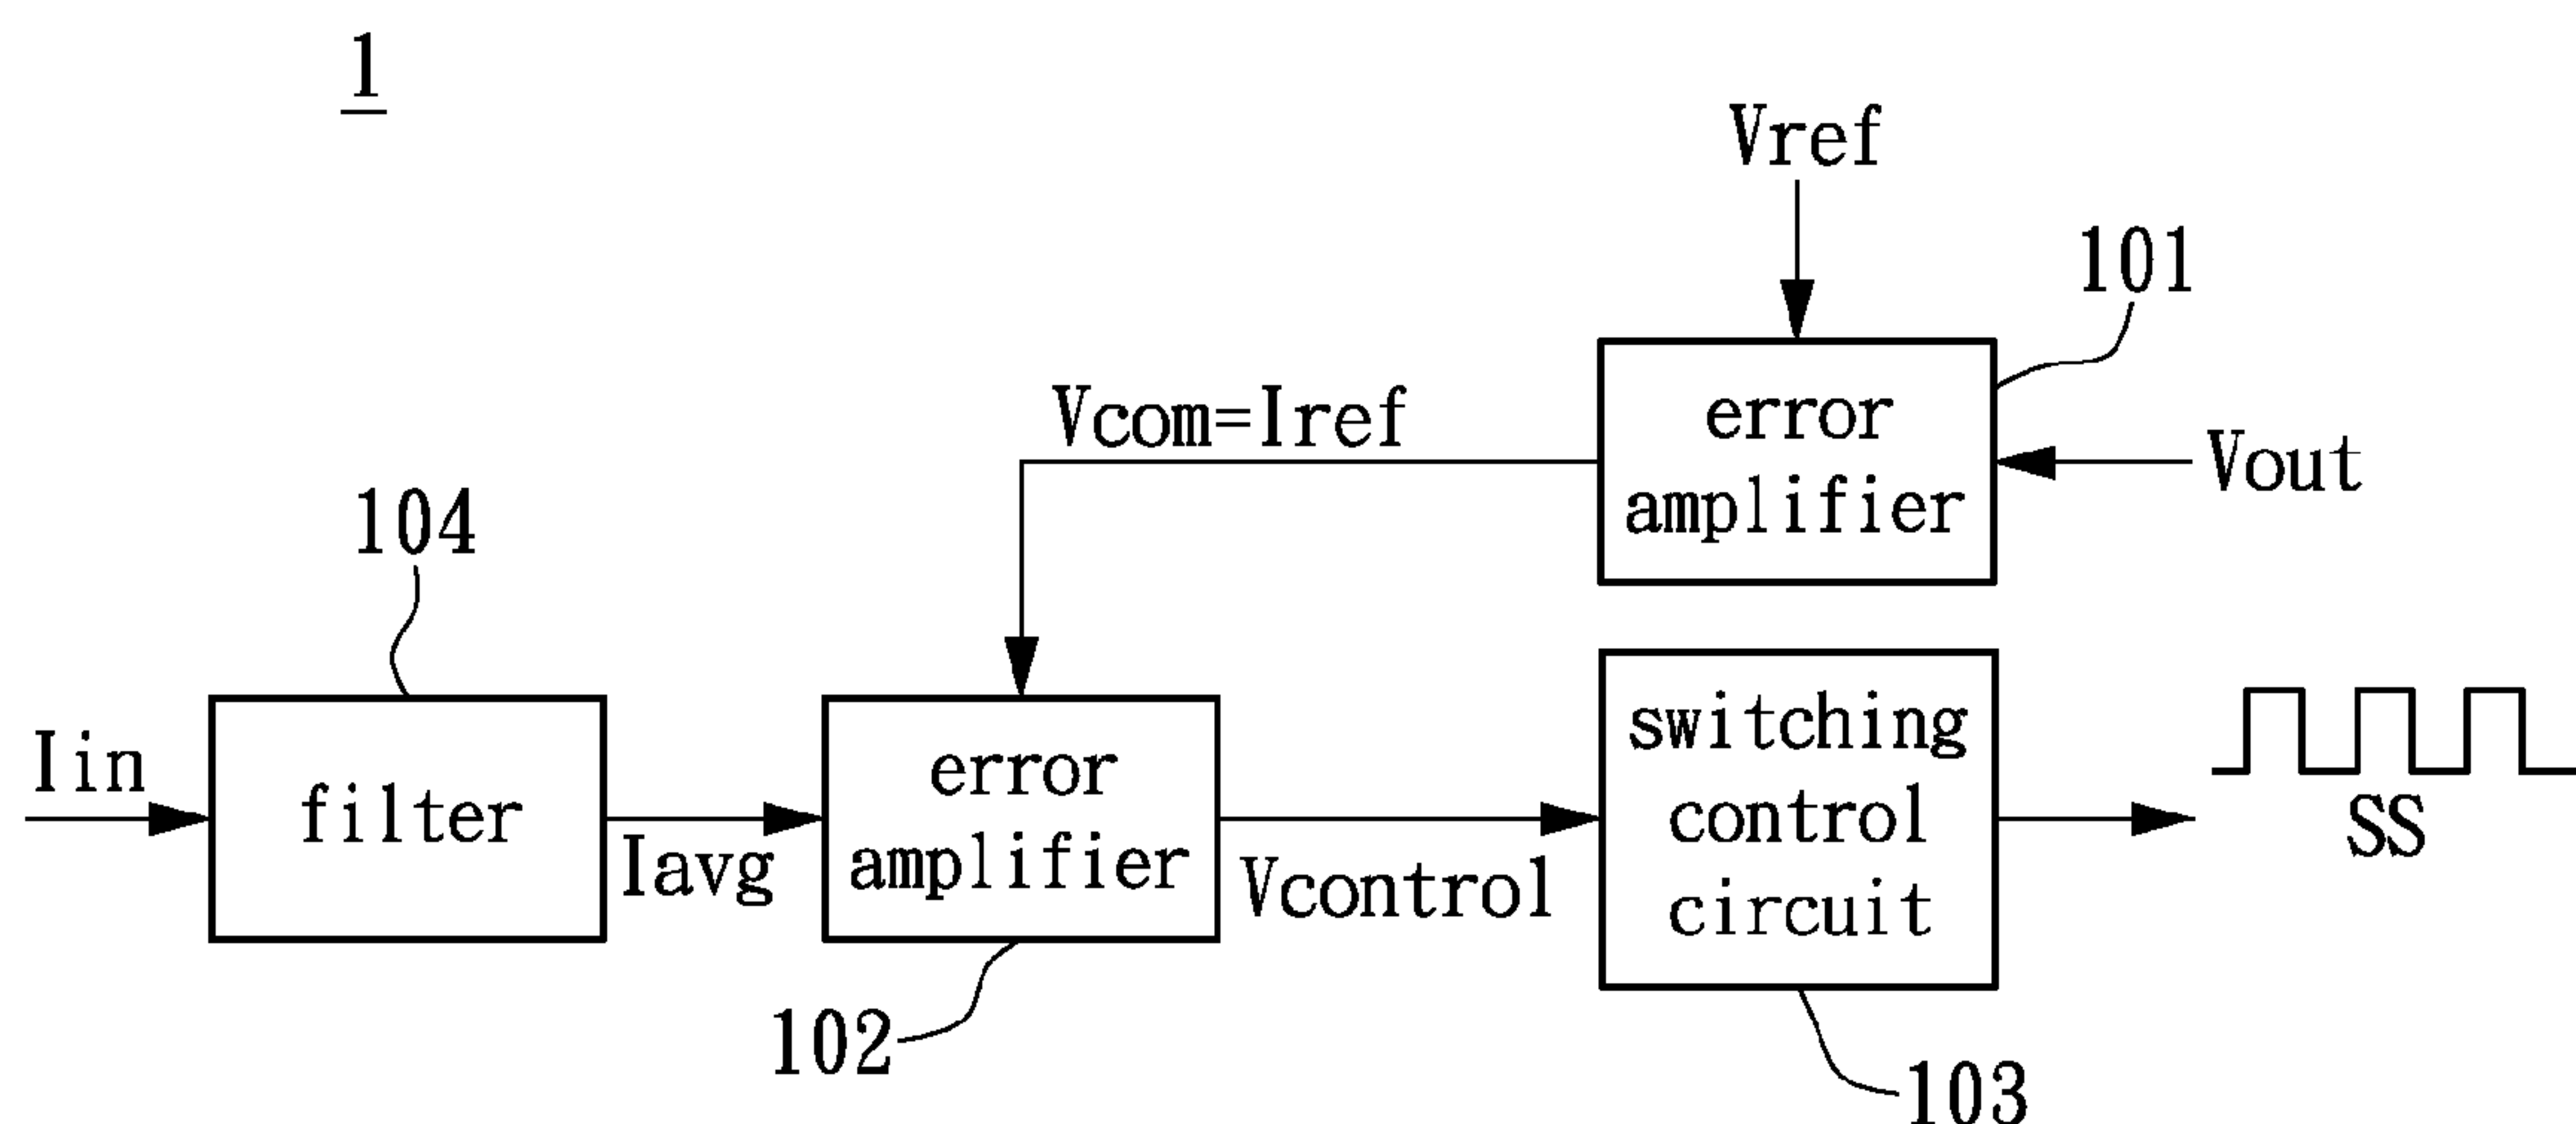 1
Vref
101
error
amplifier
Vout
Vcom=Iref
104
Iin
filter
Iavg
error
amplifier
102
Vcontrol
switching
control
circuit
103
SS